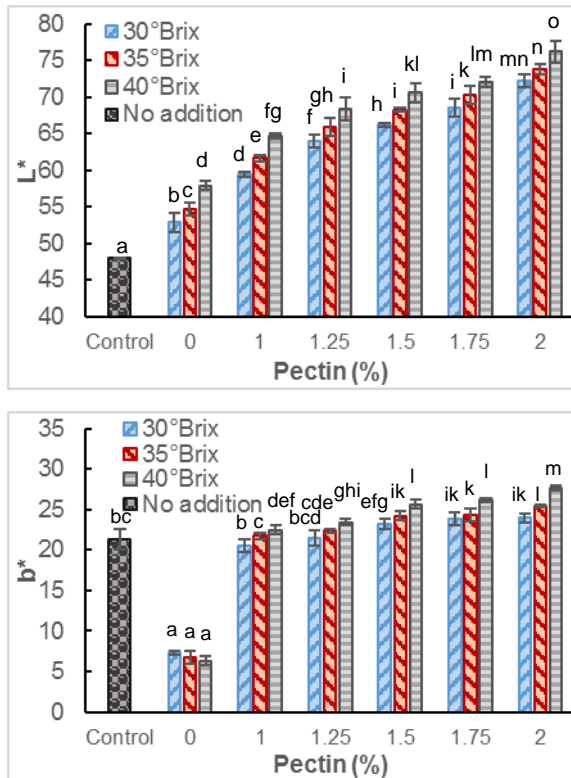 80
75
70
65
60
55
50
45
40
L*
30°Brix
35°Brix
40°Brix
No addition
a
b c d
d e fg
f gh i
h i kl
i k lm
mn n o
Control 0 1 1.25 1.5 1.75 2
Pectin (%)
35
30
25
20
15
10
5
0
b*
30°Brix
35°Brix
40°Brix
No addition
bc
a a a
b c def
bcd cde ghi
efg ik l
ik k l
ik l m
Control 0 1 1.25 1.5 1.75 2
Pectin (%)